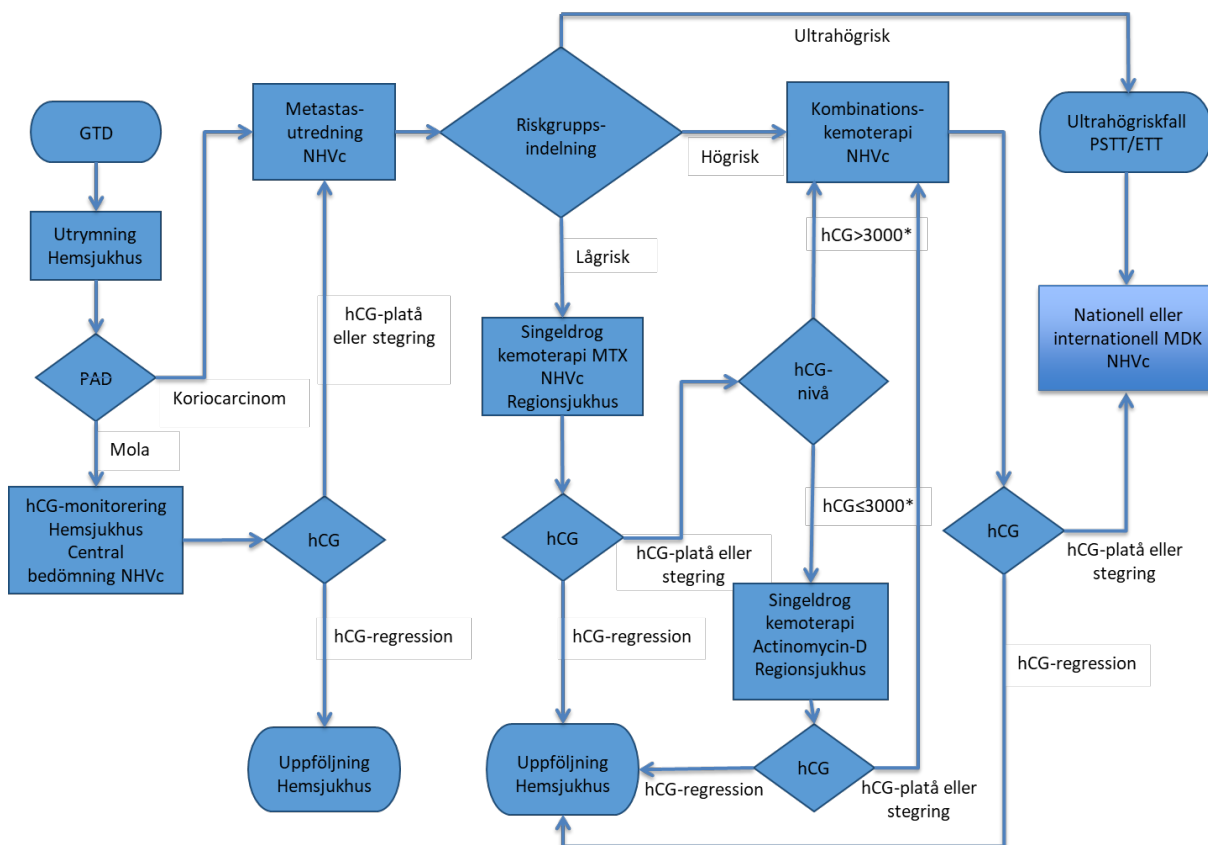 Ultrahögrisk
GTD
Metastas-
utredning
NHVc
Riskgrupps-
indelning
Kombinations-
kemoterapi
NHVc
Ultrahögriskfall
PSTT/ETT
Högrisk
Utrymning
Hemsjukhus
hCG>3000*
Lågrisk
hCG-platå
eller stegring
Singeldrog
kemoterapi MTX
NHVc
Regionsjukhus
Nationell eller
internationell MDK
NHVc
PAD
Koriocarcinom
hCG-
nivå
Mola
hCG-monitorering
Hemsjukhus
Central
bedömning NHVc
hCG
hCG
hCG≤3000*
hCG
hCG-platå eller
stegring
hCG-platå eller
stegring
Singeldrog
kemoterapi
Actinomycin-D
Regionsjukhus
hCG-regression
hCG-regression
hCG-regression
Uppföljning
Hemsjukhus
Uppföljning
Hemsjukhus
hCG
hCG-regression
hCG-platå eller
stegring